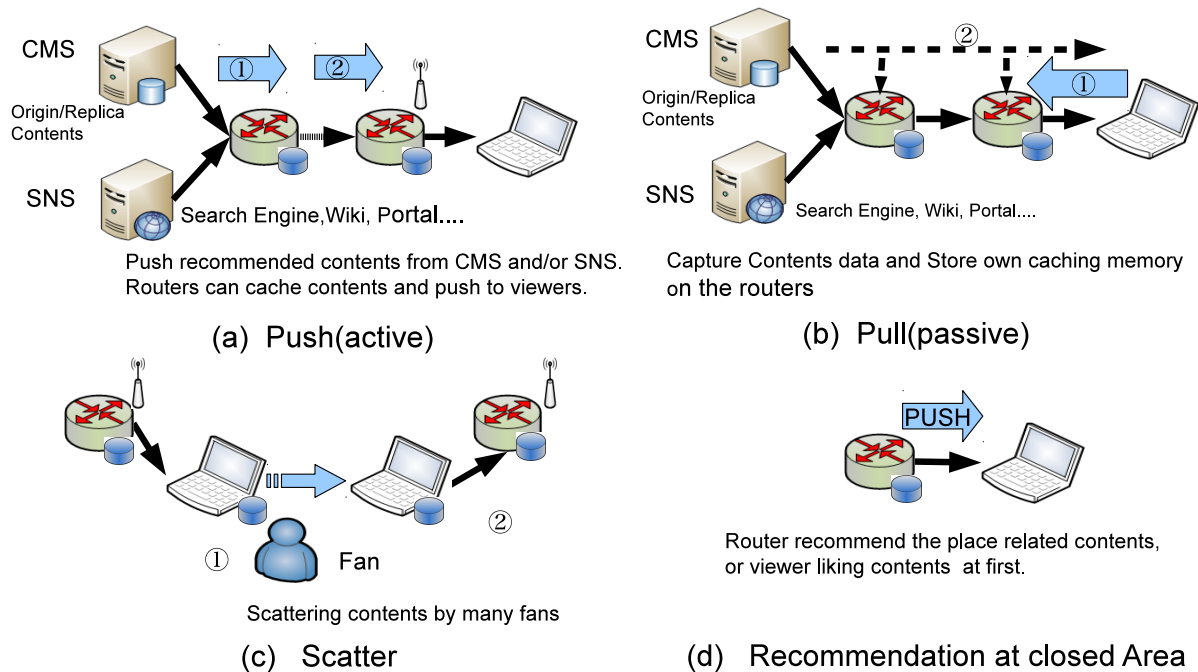 CMS
①
②
Origin/Replica
Contents
SNS
Search Engine,Wiki, Portal....
Push recommended contents from CMS and/or SNS.
Routers can cache contents and push to viewers.
(a) Push(active)
CMS
②
①
Origin/Replica
Contents
SNS
Search Engine, Wiki, Portal....
Capture Contents data and Store own caching memory
on the routers
(b) Pull(passive)
①
Fan
②
Scattering contents by many fans
(c) Scatter
PUSH
Router recommend the place related contents,
or viewer liking contents at first.
(d) Recommendation at closed Area